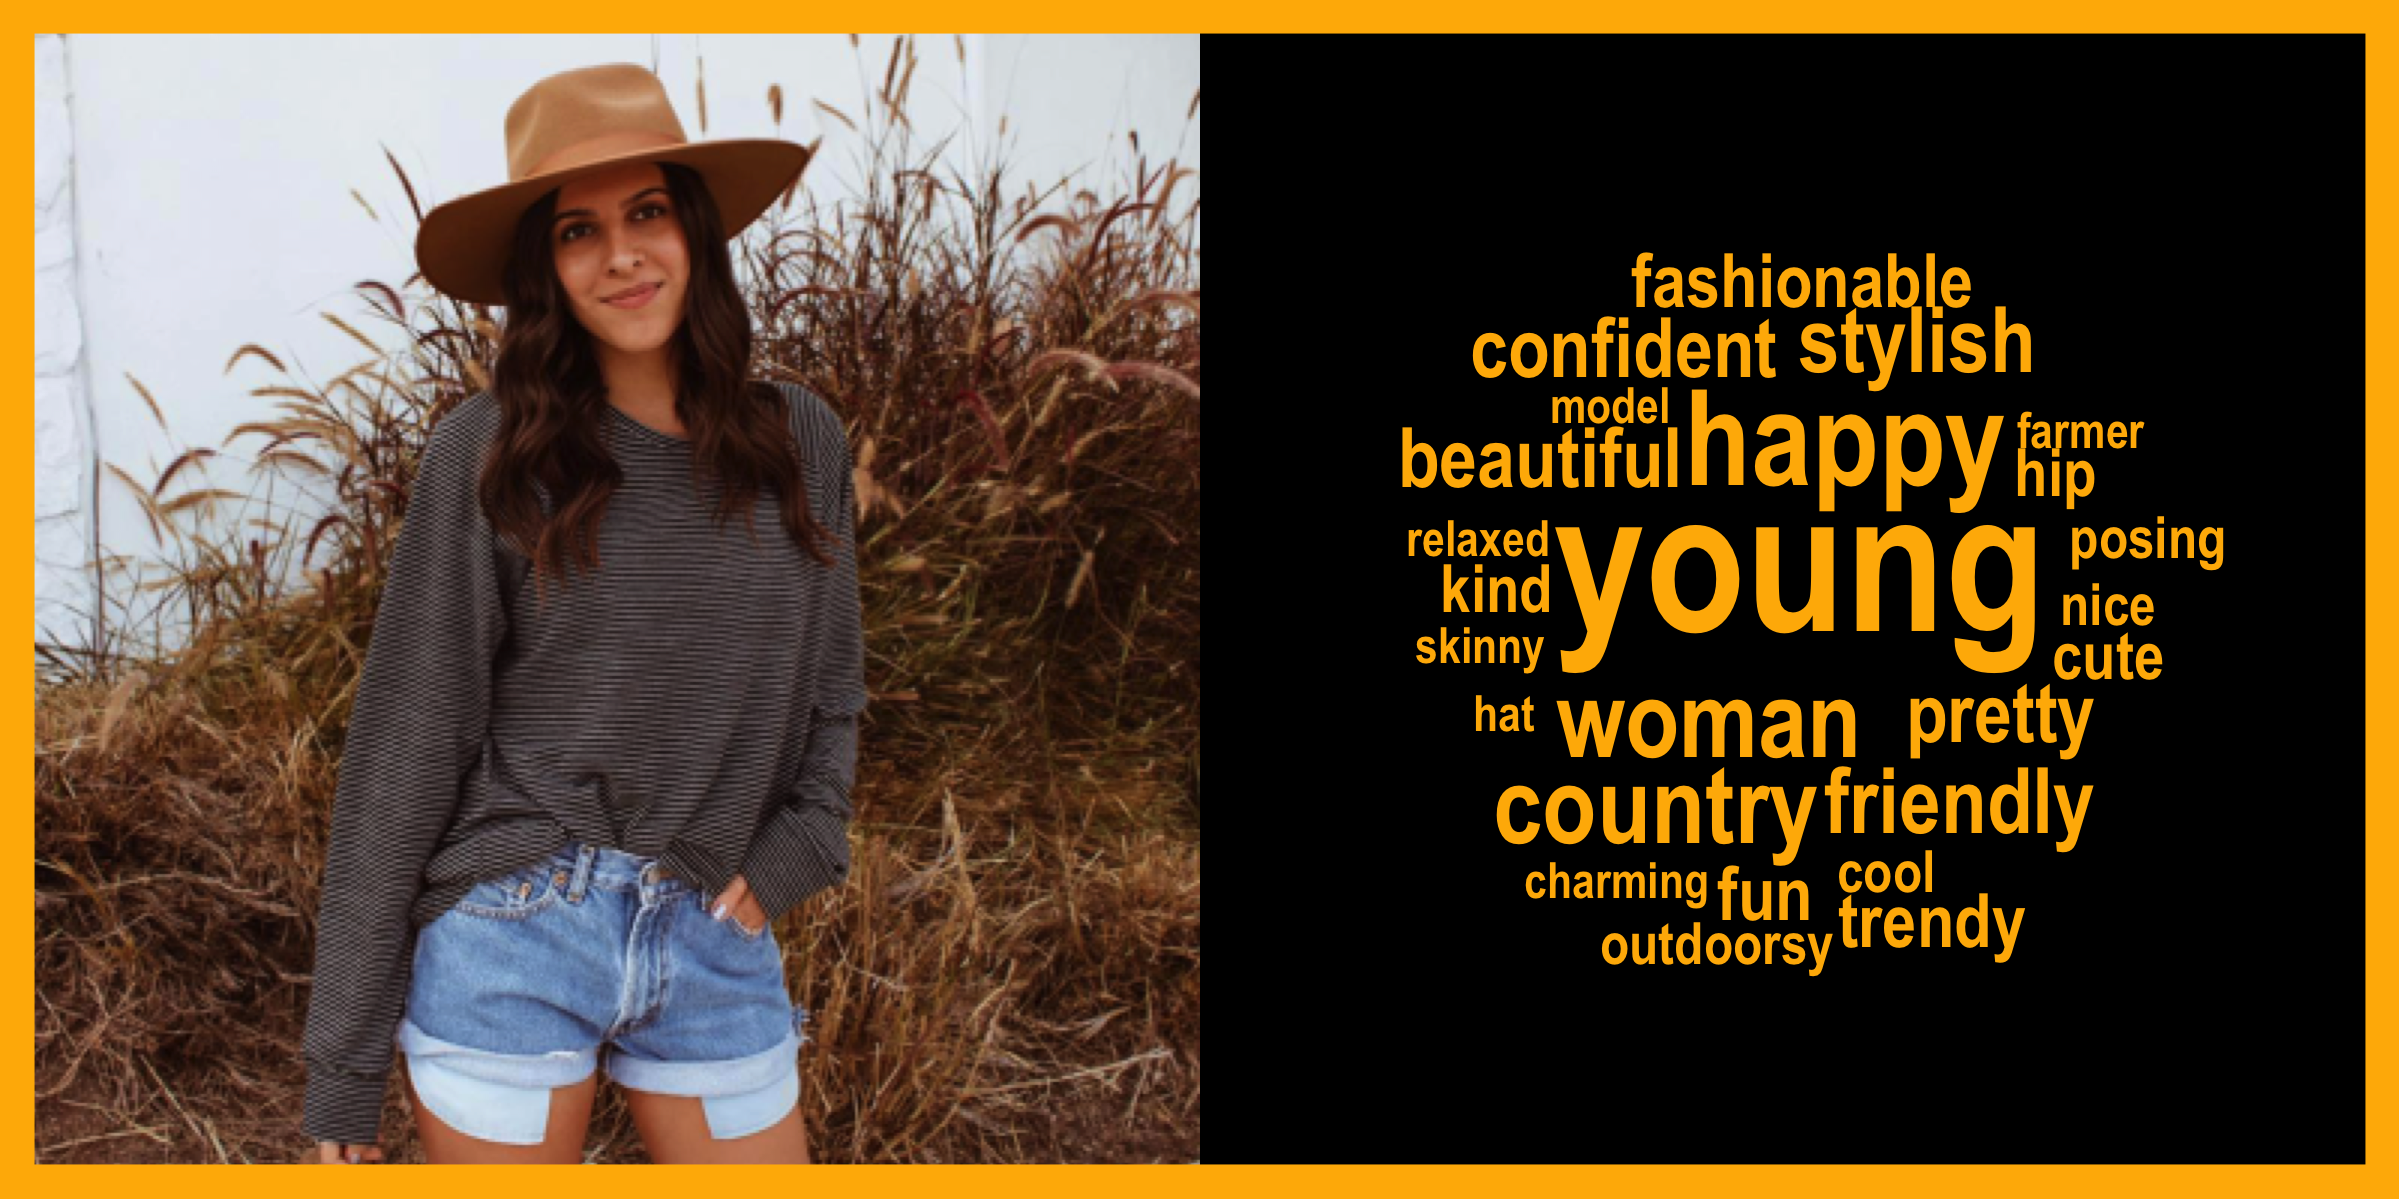 fashionable
confident stylish
model
beautiful happy farmer
hip
relaxed young posing
kind nice
skinny cute
hat woman pretty
country friendly
charming fun cool
outdoorsy trendy